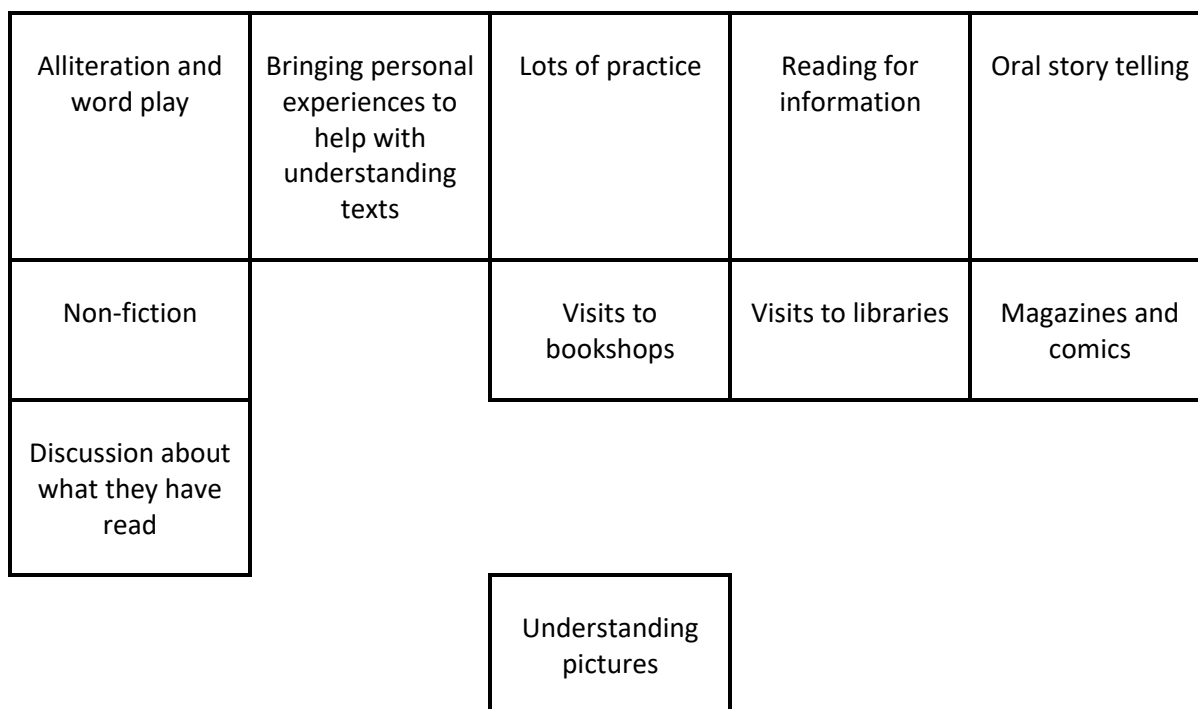 Alliteration and
word play
Bringing personal
experiences to
help with
understanding
texts
Lots of practice
Reading for
information
Oral story telling
Non-fiction
Visits to
bookshops
Visits to libraries
Magazines and
comics
Discussion about
what they have
read
Understanding
pictures